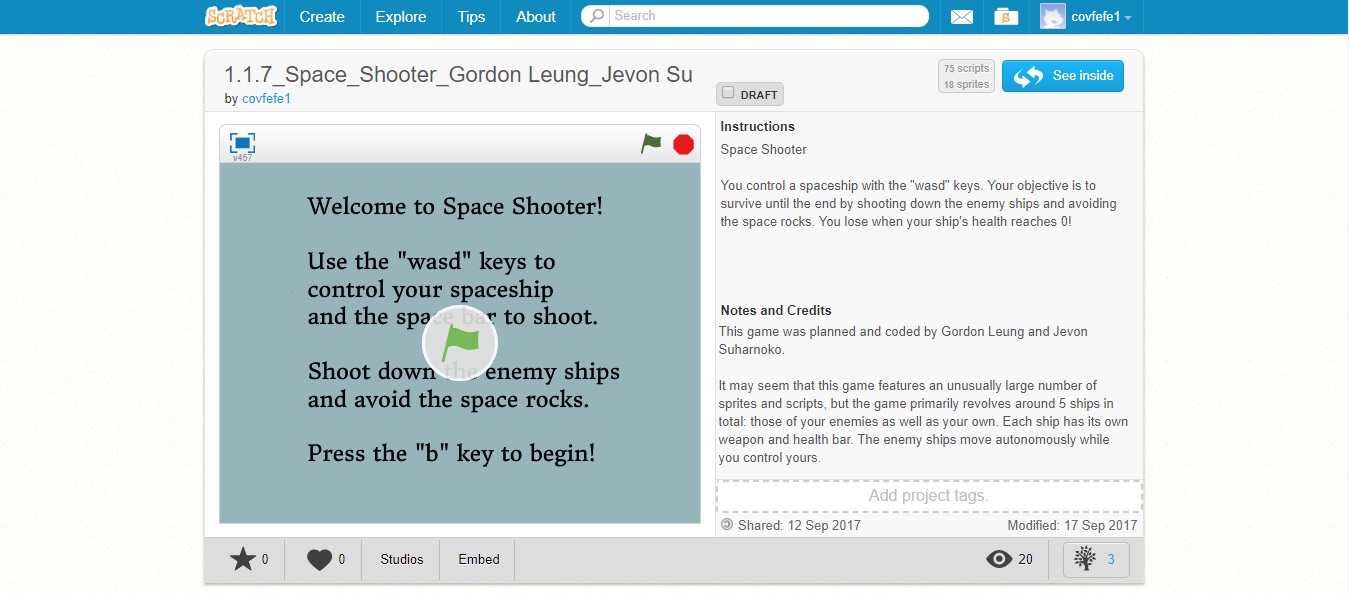 SCRATCH Create Explore Tips About Search covfefe1
1.1.7_Space_Shooter_Gordon Leung_Jevon Su
by covfefe1
DRAFT
75 scripts
18 sprites
See inside
v457
Welcome to Space Shooter!
Use the "wasd" keys to
control your spaceship
and the space bar to shoot.
Shoot down the enemy ships
and avoid the space rocks.
Press the "b" key to begin!
Instructions
Space Shooter
You control a spaceship with the "wasd" keys. Your objective is to
survive until the end by shooting down the enemy ships and avoiding
the space rocks. You lose when your ship's health reaches 0!
Notes and Credits
This game was planned and coded by Gordon Leung and Jevon
Suharnoko.
It may seem that this game features an unusually large number of
sprites and scripts, but the game primarily revolves around 5 ships in
total: those of your enemies as well as your own. Each ship has its own
weapon and health bar. The enemy ships move autonomously while
you control yours.
Add project tags.
Shared: 12 Sep 2017 Modified: 17 Sep 2017
0 0 Studios Embed 20 3